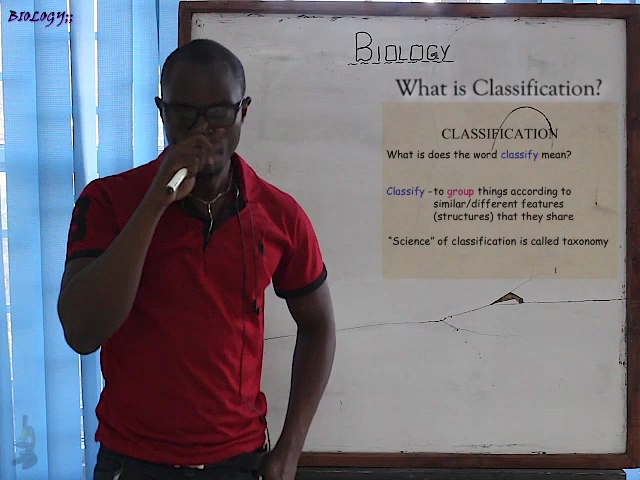 BIOLOGY;;
BIOLOGY
What is Classification?
CLASSIFICATION
What is does the word classify mean?
Classify -to group things according to
similar/different features
(structures) that they share
"Science" of classification is called taxonomy